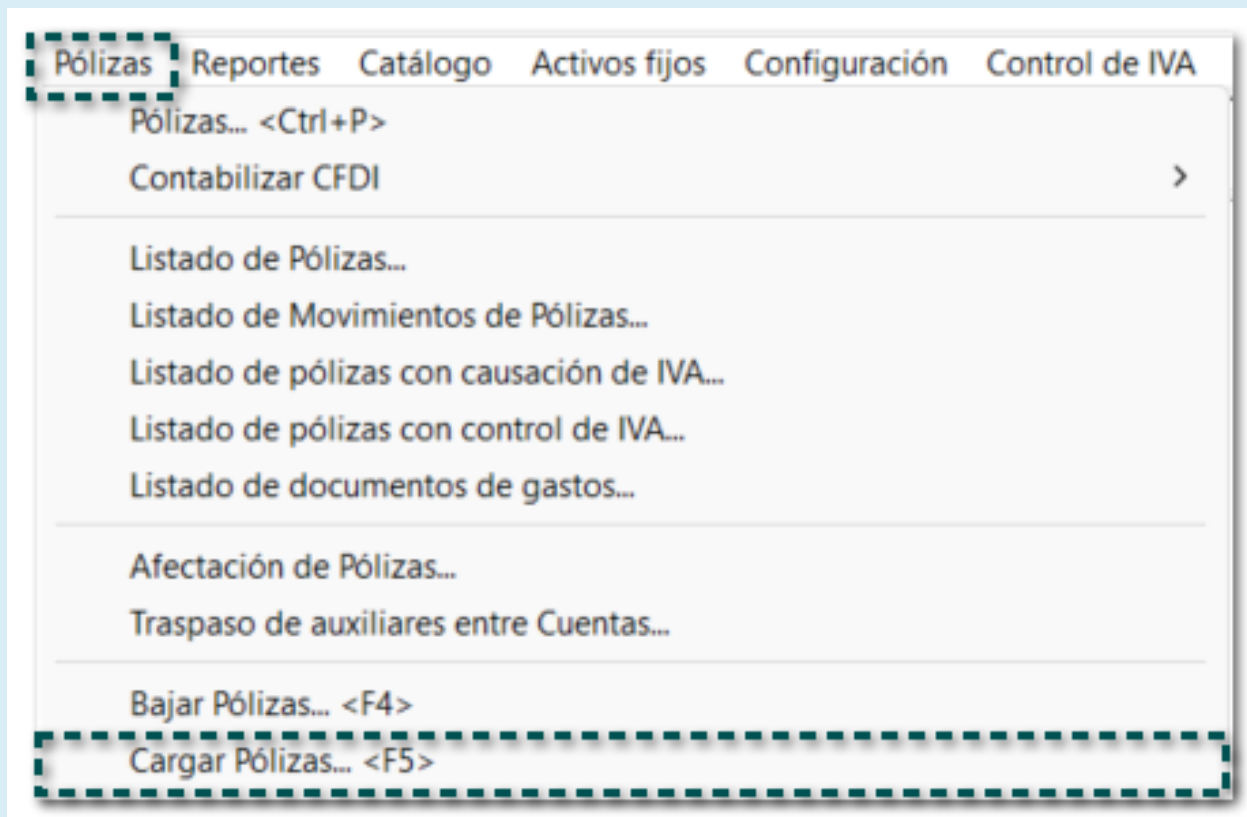 Pólizas Reportes Catálogo Activos fijos Configuración Control de IVA
Pólizas... <Ctrl+P>
Contabilizar CFDI >
Listado de Pólizas...
Listado de Movimientos de Pólizas...
Listado de pólizas con causación de IVA...
Listado de pólizas con control de IVA...
Listado de documentos de gastos...
Afectación de Pólizas...
Traspaso de auxiliares entre Cuentas...
Bajar Pólizas... <F4>
Cargar Pólizas... <F5>